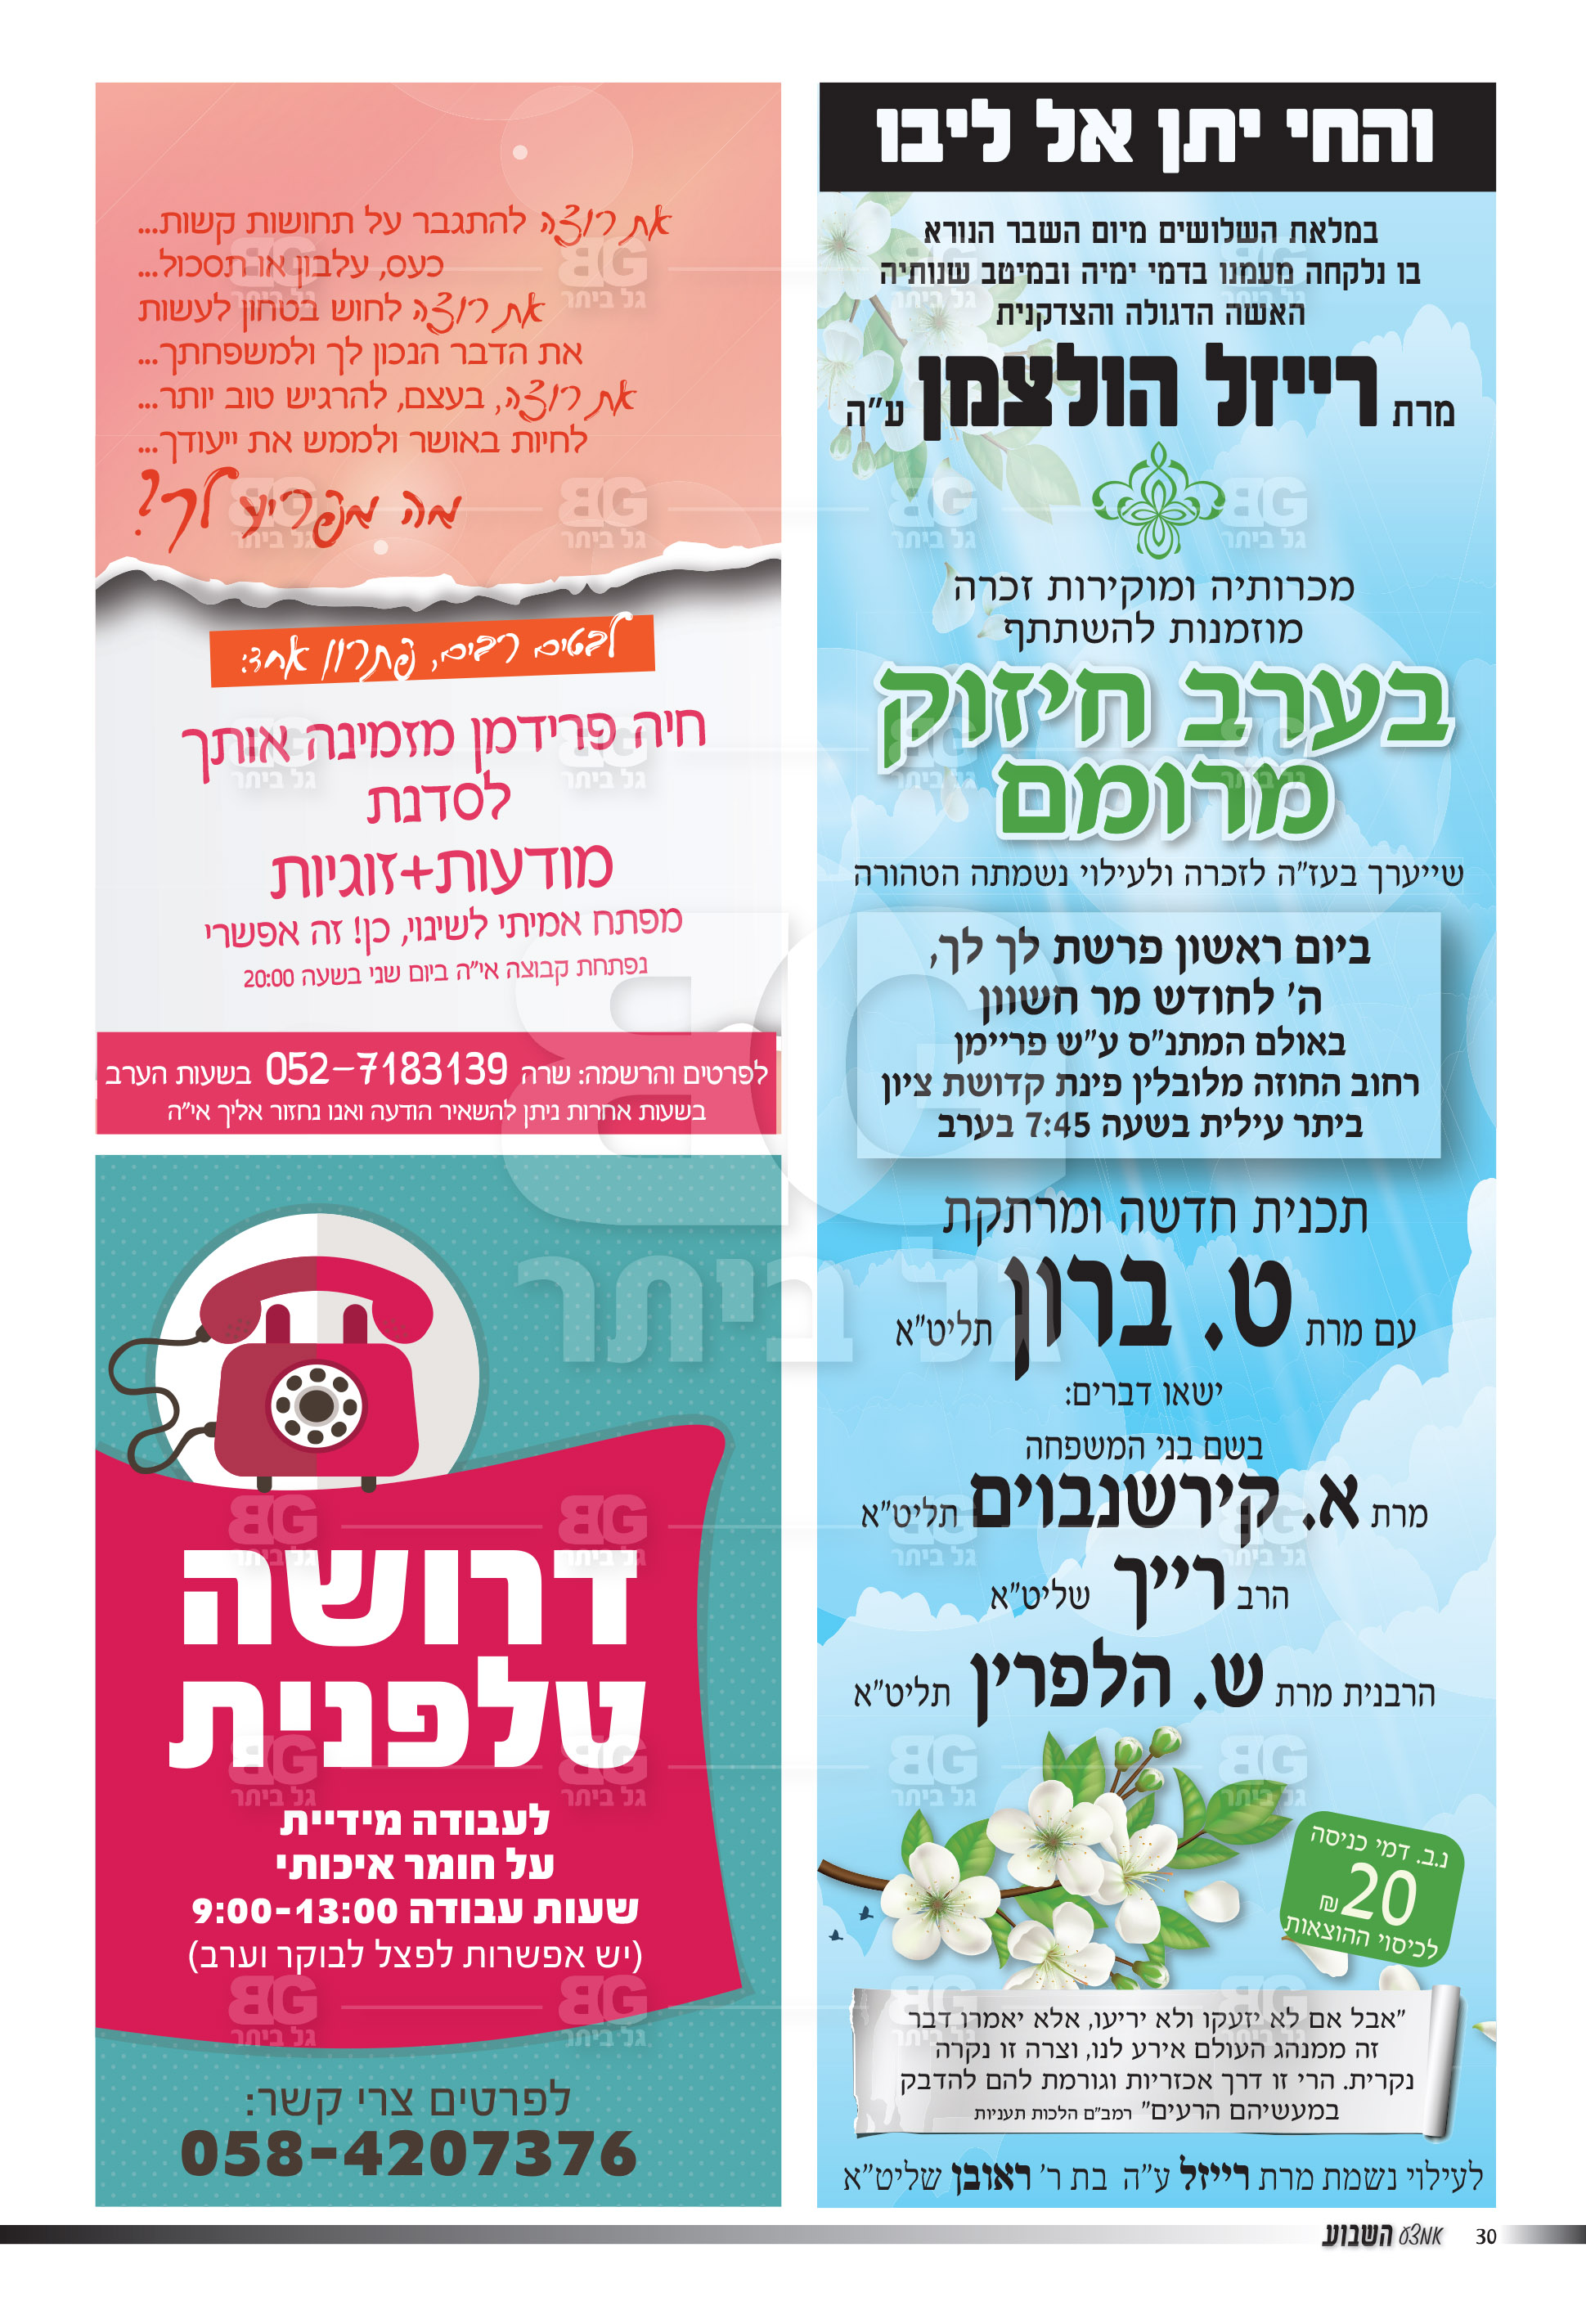 והחי יתן אל ליבו
במלאת השלושים מיום השבר הנורא
בו נלקחה מעמנו בדמי ימיה ובמיטב שנותיה
האשה הדגולה והצדקנית
מרת רייזל הולצמן ע"ה
מכרותיה ומוקירות זכרה
מוזמנות להשתתף
בערב חיזוק
מרומם
שייערך בעז"ה לזכרה ולעילוי נשמתה הטהורה
ביום ראשון פרשת לך לך,
ה' לחודש מר חשוון
באולם המתנ"ס ע"ש פריימן
רחוב החוזה מלובלין פינת קדושת ציון
ביתר עילית בשעה 7:45 בערב
תכנית חדשה ומרתקת
עם מרת ט. ברון תליט"א
ישאו דברים:
בשם בני המשפחה
מרת א. קירשנבוים תליט"א
הרב רייך שליט"א
הרבנית מרת ש. הלפרין תליט"א
נ.ב. דמי כניסה
20 ₪
לכיסוי ההוצאות
"אבל אם לא יזעקו ולא יריעו, אלא יאמרו דבר
זה ממנהג העולם אירע לנו, וצרה זו נקרה
נקרית. הרי זו דרך אכזריות וגורמת להם להדבק
במעשיהם הרעים" רמב"ם הלכות תעניות
לעילוי נשמת מרת רייזל ע"ה בת ר' ראובן שליט"א
את רוצה להתגבר על תחושות קשות...
כעס, עלבון או תסכול...
את רוצה לחוש בטחון לעשות
את הדבר הנכון לך ולמשפחתך...
את רוצה, בעצם, להרגיש טוב יותר...
לחיות באושר ולממש את ייעודך...
מה מפריע לך?
לבטים רבים, פתרון אחד:
חיה פרידמן מזמינה אותך
לסדנת
מודעות+זוגיות
מפתח אמיתי לשינוי, כן! זה אפשרי
נפתחת קבוצה אי"ה ביום שני בשעה 20:00
לפרטים והרשמה: שרה 052-7183139 בשעות הערב
בשעות אחרות ניתן להשאיר הודעה ואנו נחזור אליך אי"ה
דרושה
טלפנית
לעבודה מידיית
על חומר איכותי
שעות עבודה 9:00-13:00
(יש אפשרות לפצל לבוקר וערב)
לפרטים צרי קשר:
058-4207376
BG
גל ביתר
30 אמצע השבוע